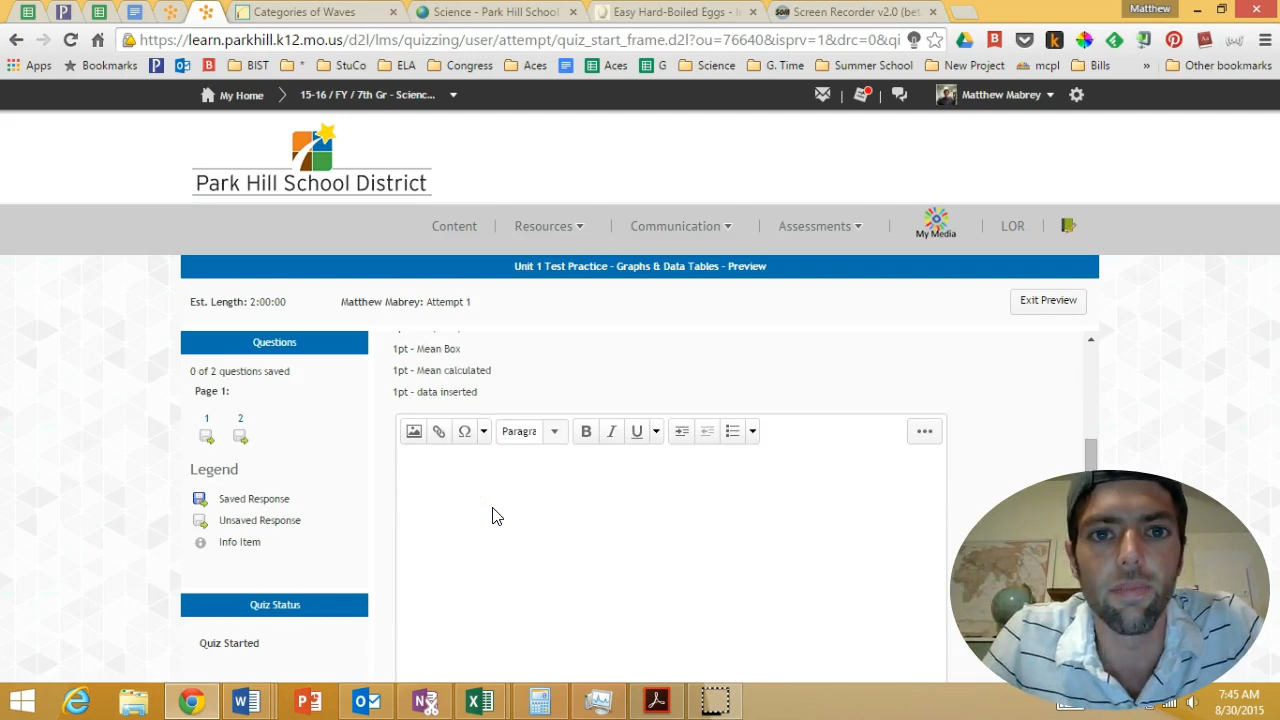 Categories of Waves
Science - Park Hill School
Easy Hard-Boiled Eggs - I
Screen Recorder v2.0 (bet
Matthew
https://learn.parkhill.k12.mo.us/d2l/lms/quizzing/user/attempt/quiz_start_frame.d2l?ou=76640&isprv=1&drc=0&qi
Apps Bookmarks BIST * StuCo ELA Congress Aces Aces G Science G. Time Summer School New Project mcpl Bills » Other bookmarks
My Home 15-16 / FY / 7th Gr - Scienc... Matthew Mabrey
Park Hill School District
Content Resources Communication Assessments My Media LOR
Unit 1 Test Practice - Graphs & Data Tables - Preview
Est. Length: 2:00:00 Matthew Mabrey: Attempt 1 Exit Preview
Questions
0 of 2 questions saved
Page 1:
1 2
Legend
Saved Response
Unsaved Response
Info Item
Quiz Status
Quiz Started
1pt - Mean Box
1pt - Mean calculated
1pt - data inserted
Ω Paragra B I U
7:45 AM
8/30/2015